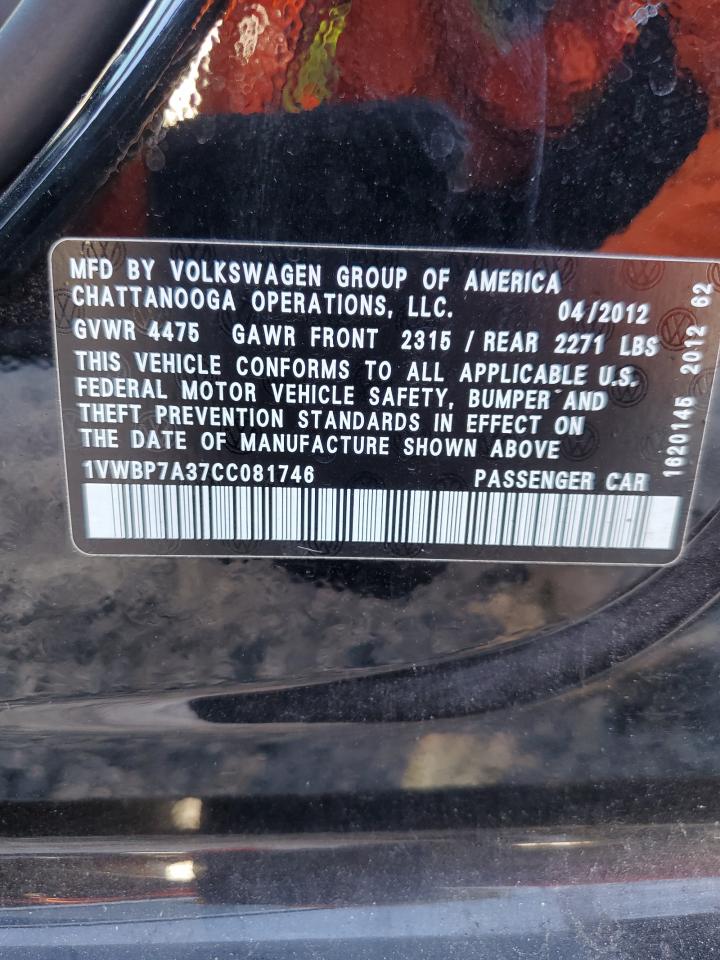 MFD BY VOLKSWAGEN GROUP OF AMERICA
CHATTANOOGA OPERATIONS, LLC. 04/2012
GVWR 4475 GAWR FRONT 2315 / REAR 2271 LBS
THIS VEHICLE CONFORMS TO ALL APPLICABLE U.S.
FEDERAL MOTOR VEHICLE SAFETY, BUMPER AND
THEFT PREVENTION STANDARDS IN EFFECT ON
THE DATE OF MANUFACTURE SHOWN ABOVE
1VWBP7A37CC081746 PASSENGER CAR
1620145 2012 62